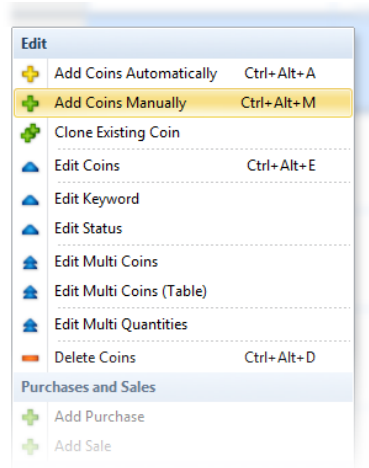 Edit
Add Coins Automatically Ctrl+Alt+A
Add Coins Manually Ctrl+Alt+M
Clone Existing Coin
Edit Coins Ctrl+Alt+E
Edit Keyword
Edit Status
Edit Multi Coins
Edit Multi Coins (Table)
Edit Multi Quantities
Delete Coins Ctrl+Alt+D
Purchases and Sales
Add Purchase
Add Sale